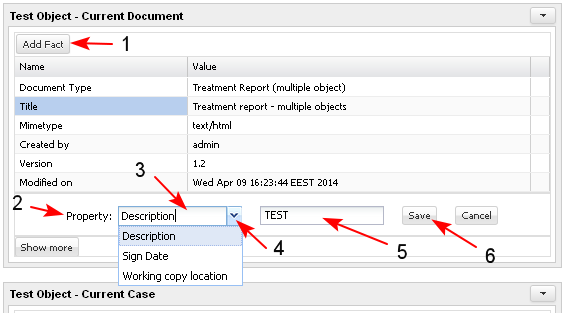 Test Object - Current Document
Add Fact 1
Name Value
Document Type Treatment Report (multiple object)
Title Treatment report - multiple objects
Mimetype text/html
Created by admin
Version 1.2
3
Modified on Wed Apr 09 16:23:44 EEST 2014
2 Property: Description TEST Save Cancel
Description
Show more 4 5 6
Sign Date
Working copy location
Test Object - Current Case